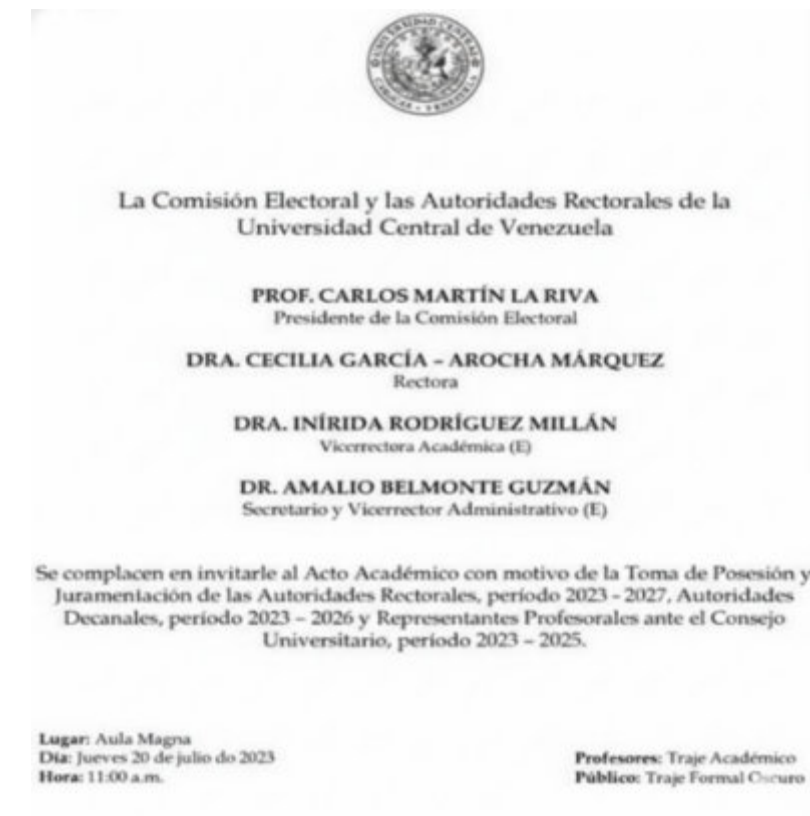 UNIVERSIDAD CENTRAL
CARACAS - VENEZUELA
La Comisión Electoral y las Autoridades Rectorales de la
Universidad Central de Venezuela
PROF. CARLOS MARTÍN LA RIVA
Presidente de la Comisión Electoral
DRA. CECILIA GARCÍA – AROCHA MÁRQUEZ
Rectora
DRA. INÍRIDA RODRÍGUEZ MILLÁN
Vicerrectora Académica (E)
DR. AMALIO BELMONTE GUZMÁN
Secretario y Vicerrector Administrativo (E)
Se complacen en invitarle al Acto Académico con motivo de la Toma de Posesión y
Juramentación de las Autoridades Rectorales, período 2023 - 2027, Autoridades
Decanales, período 2023 – 2026 y Representantes Profesorales ante el Consejo
Universitario, período 2023 – 2025.
Lugar: Aula Magna
Día: Jueves 20 de julio do 2023
Hora: 11:00 a.m.
Profesores: Traje Académico
Público: Traje Formal Oscuro